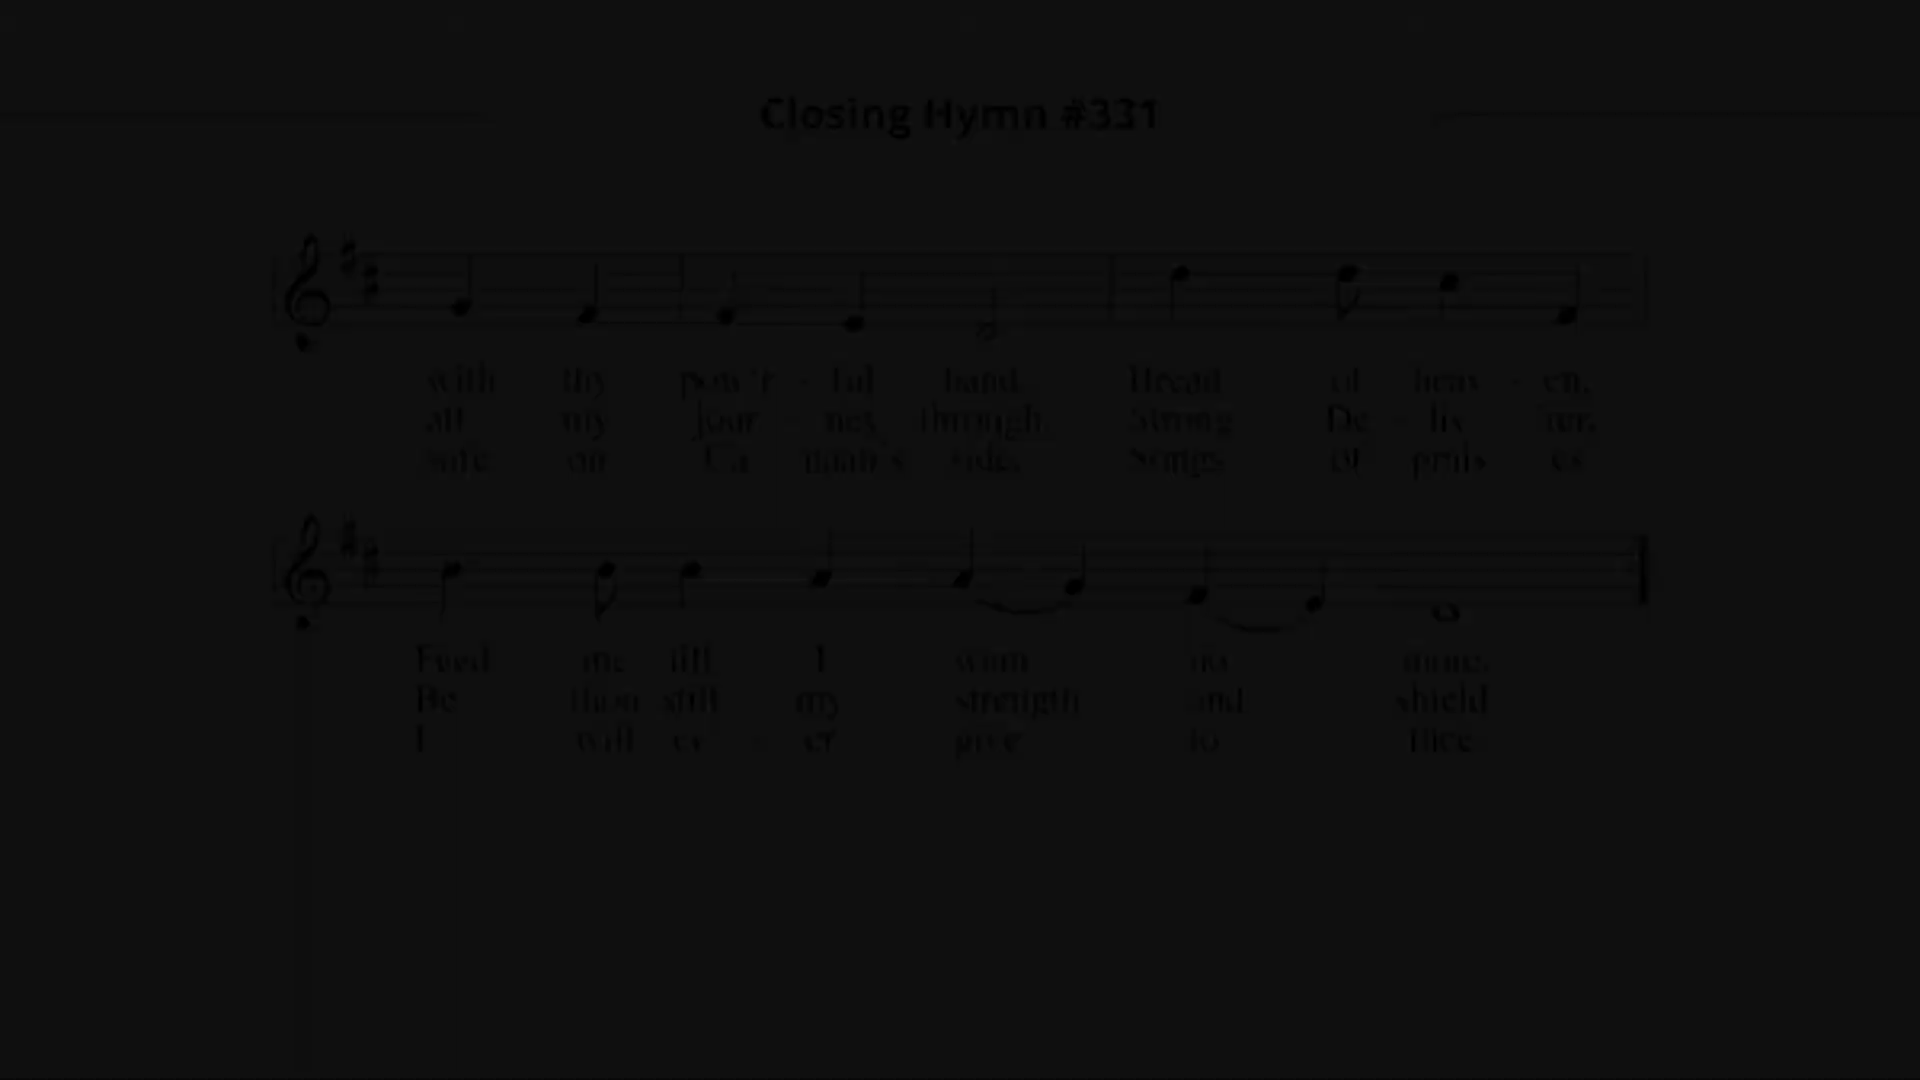 Closing Hymn #331
with thy pow'r - ful hand. Bread of heav - en,
all my jour - ney through. Strong De - liv - 'rer,
safe on Ca - naan's side. Songs of prais - es
Feed me till I want no more.
Be thou still my strength and shield
I will ev - er give to thee